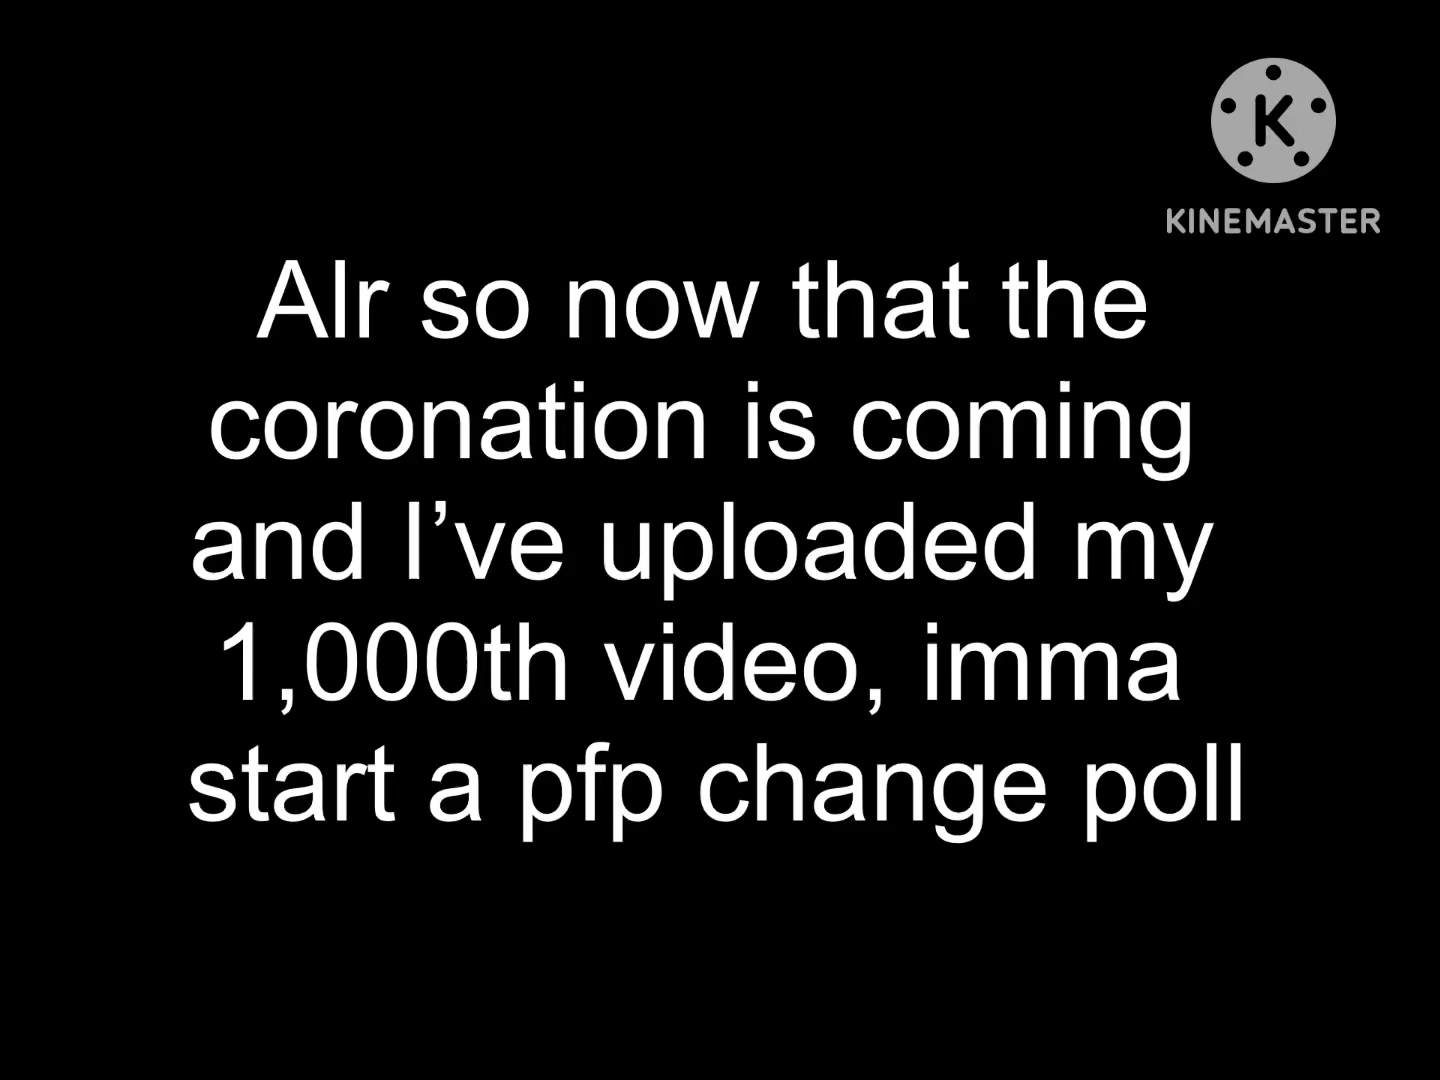 K
KINEMASTER
Alr so now that the
coronation is coming
and I’ve uploaded my
1,000th video, imma
start a pfp change poll